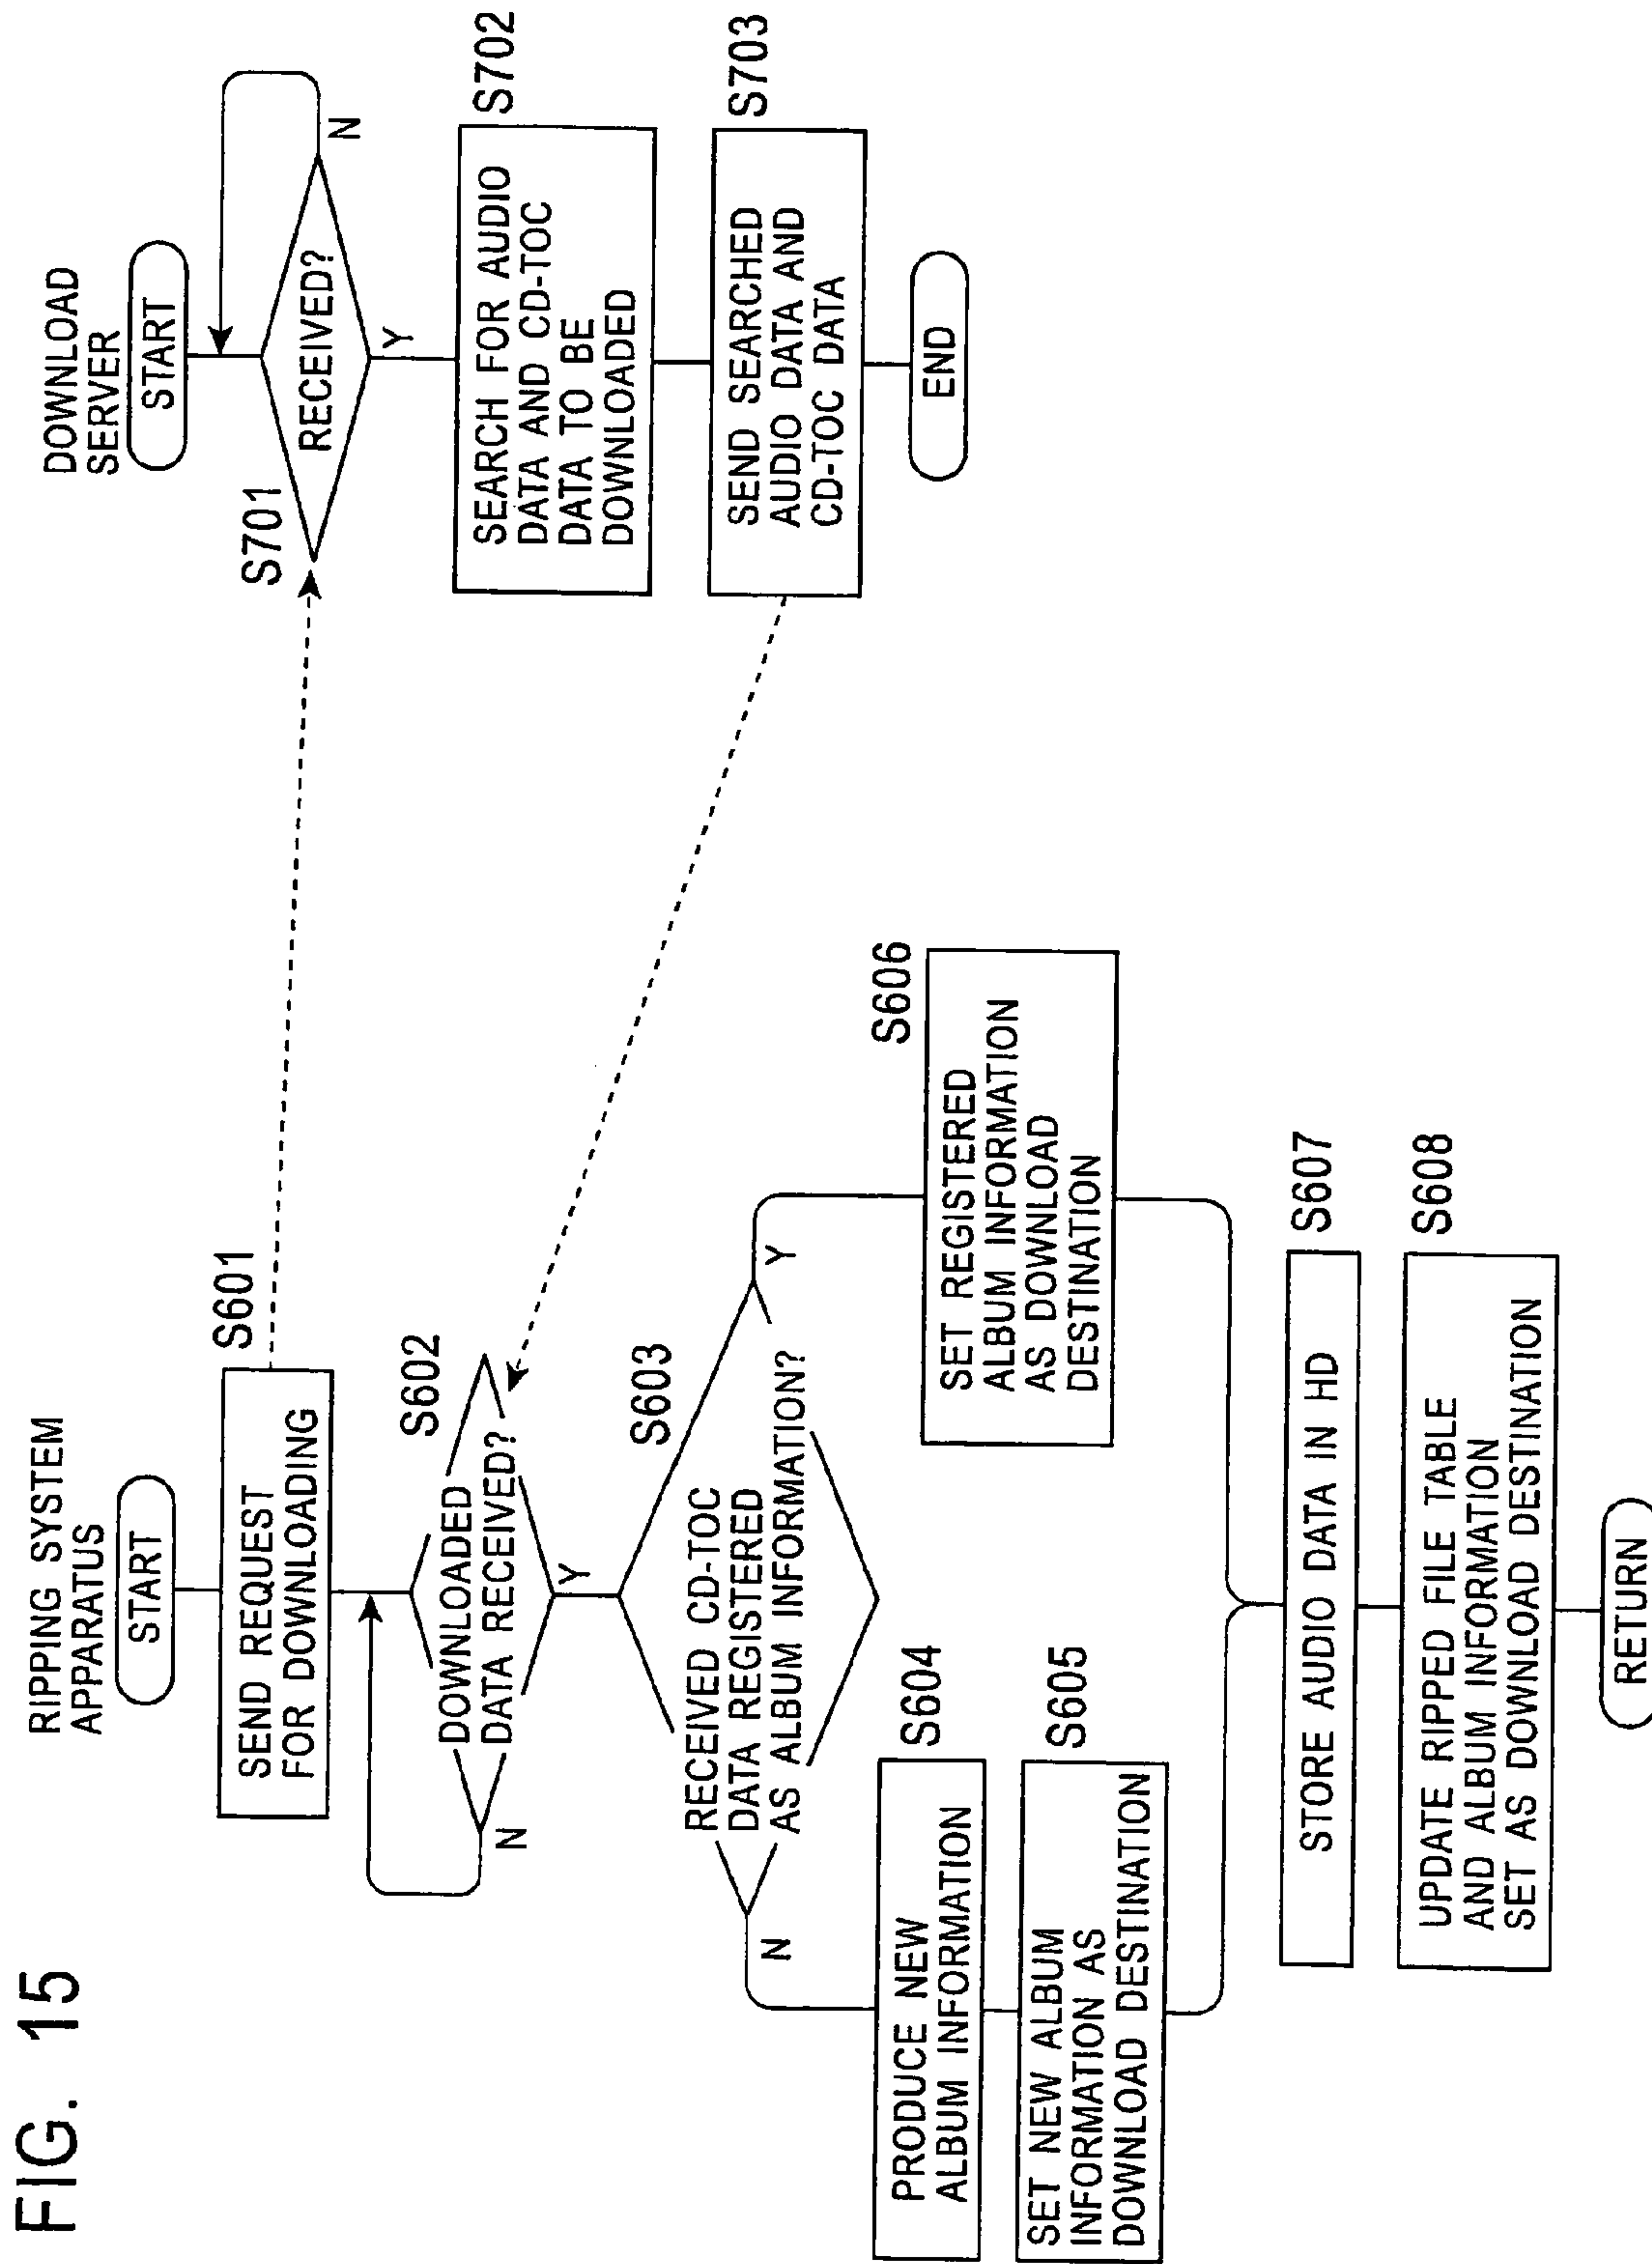 FIG. 15
RIPPING SYSTEM
APPARATUS
START
S601
SEND REQUEST
FOR DOWNLOADING
S602
DOWNLOADED
DATA RECEIVED?
N
Y
S603
RECEIVED CD-TOC
DATA REGISTERED
AS ALBUM INFORMATION?
N
Y
S604
PRODUCE NEW
ALBUM INFORMATION
S605
SET NEW ALBUM
INFORMATION AS
DOWNLOAD DESTINATION
S606
SET REGISTERED
ALBUM INFORMATION
AS DOWNLOAD
DESTINATION
S607
STORE AUDIO DATA IN HD
S608
UPDATE RIPPED FILE TABLE
AND ALBUM INFORMATION
SET AS DOWNLOAD DESTINATION
RETURN
DOWNLOAD
SERVER
START
S701
RECEIVED?
N
Y
S702
SEARCH FOR AUDIO
DATA AND CD-TOC
DATA TO BE
DOWNLOADED
S703
SEND SEARCHED
AUDIO DATA AND
CD-TOC DATA
END